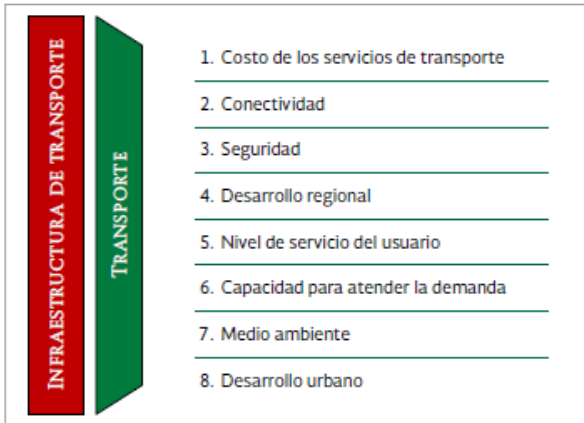 INFRAESTRUCTURA DE TRANSPORTE
TRANSPORTE
1. Costo de los servicios de transporte
2. Conectividad
3. Seguridad
4. Desarrollo regional
5. Nivel de servicio del usuario
6. Capacidad para atender la demanda
7. Medio ambiente
8. Desarrollo urbano